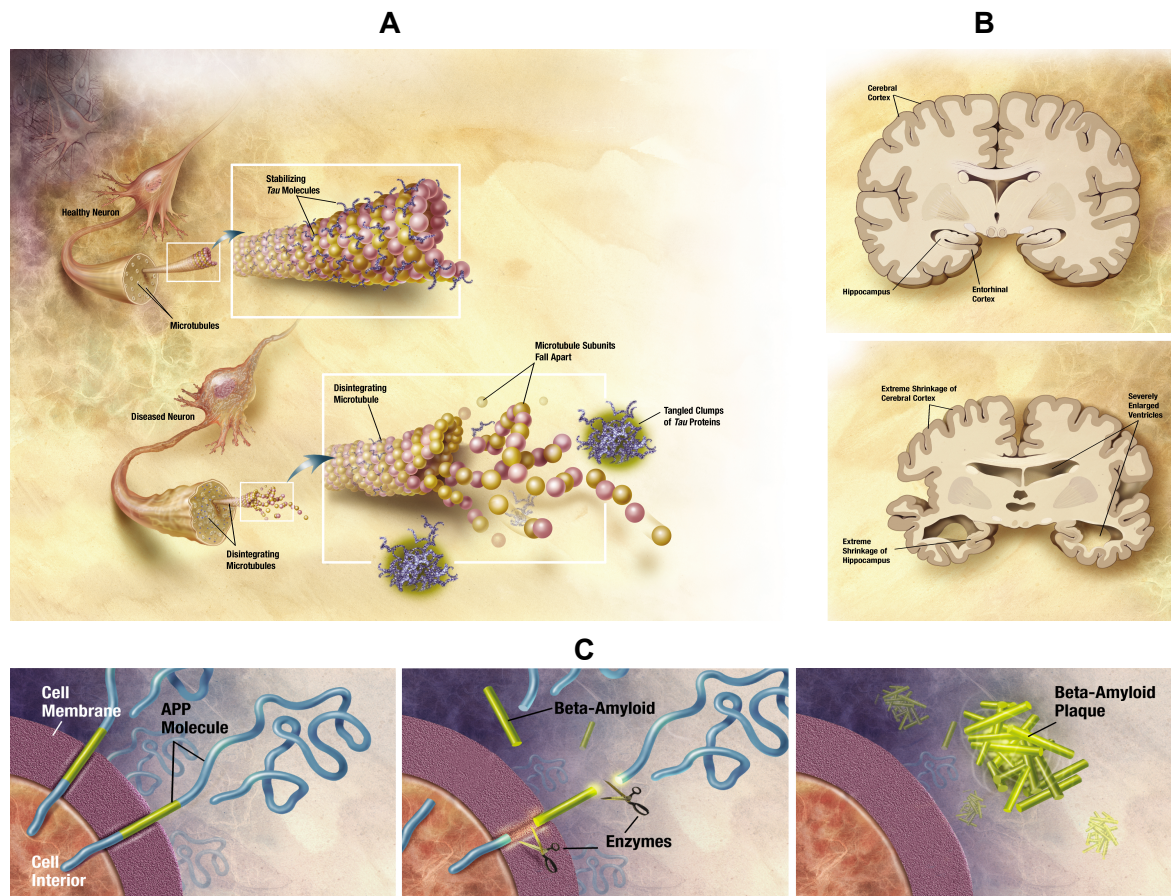 A
Healthy Neuron
Stabilizing
Tau Molecules
Microtubules
Diseased Neuron
Disintegrating
Microtubule
Microtubule Subunits
Fall Apart
Tangled Clumps
of Tau Proteins
Disintegrating
Microtubules
B
Cerebral
Cortex
Hippocampus
Entorhinal
Cortex
Extreme Shrinkage of
Cerebral Cortex
Severely
Enlarged
Ventricles
Extreme
Shrinkage of
Hippocampus
C
Cell
Membrane
APP
Molecule
Cell
Interior
Beta-Amyloid
Enzymes
Beta-Amyloid
Plaque